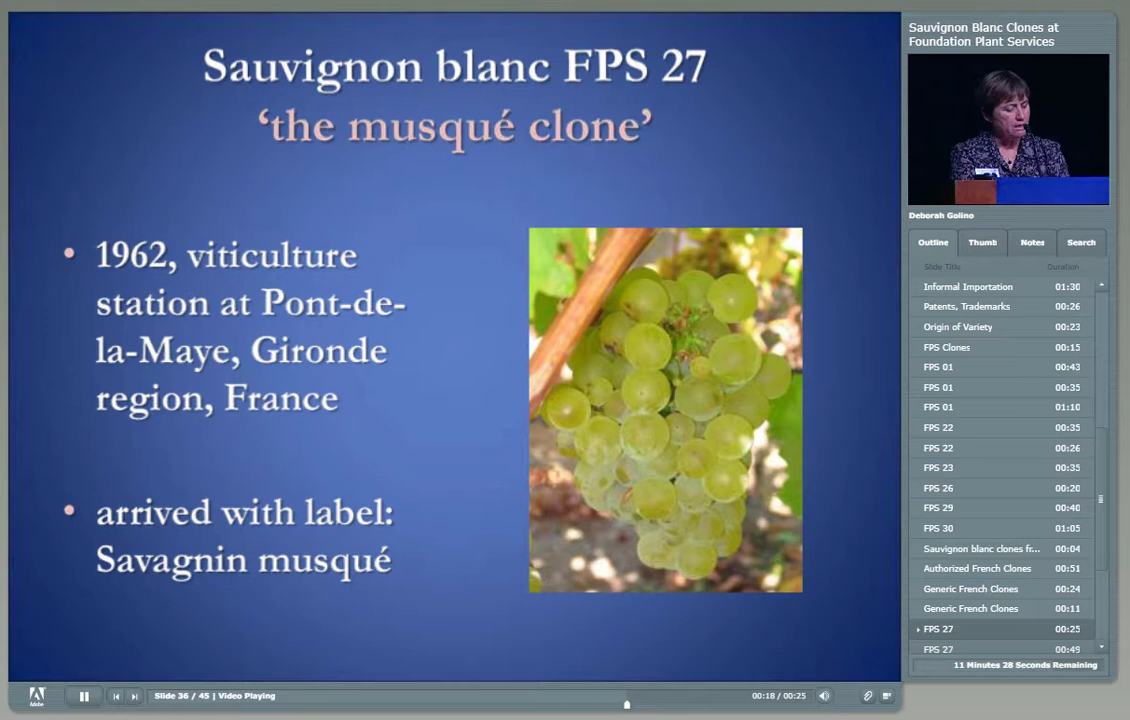 Sauvignon blanc FPS 27
‘the musqué clone’
• 1962, viticulture
station at Pont-de-
la-Maye, Gironde
region, France
• arrived with label:
Savagnin musqué
Sauvignon Blanc Clones at
Foundation Plant Services
Deborah Golino
Outline Thumb Notes Search
Slide Title Duration
Informal Importation 01:30
Patents, Trademarks 00:26
Origin of Variety 00:23
FPS Clones 00:15
FPS 01 00:43
FPS 01 00:35
FPS 01 01:10
FPS 22 00:35
FPS 22 00:26
FPS 23 00:35
FPS 26 00:20
FPS 29 00:40
FPS 30 01:05
Sauvignon blanc clones fr... 00:04
Authorized French Clones 00:51
Generic French Clones 00:24
Generic French Clones 00:11
FPS 27 00:25
FPS 27 00:49
11 Minutes 28 Seconds Remaining
Adobe
Slide 36 / 45 | Video Playing
00:18 / 00:25